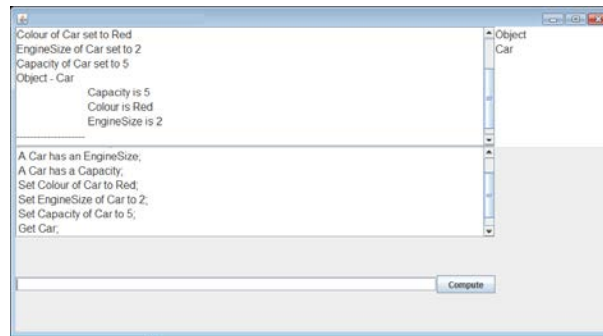 Colour of Car set to Red
EngineSize of Car set to 2
Capacity of Car set to 5
Object - Car
Capacity is 5
Colour is Red
EngineSize is 2
--------------------
Object
Car
A Car has an EngineSize;
A Car has a Capacity;
Set Colour of Car to Red;
Set EngineSize of Car to 2;
Set Capacity of Car to 5;
Get Car;
Compute